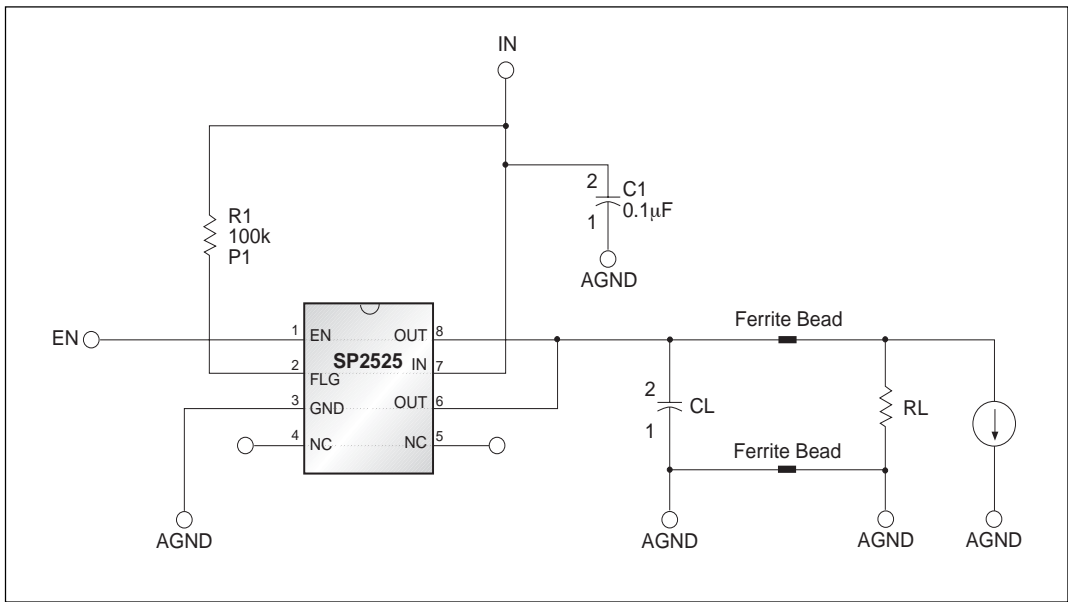 IN
2
C1
0.1µF
1
AGND
R1
100k
P1
EN
1
EN
OUT
8
SP2525
2
FLG
IN
7
3
GND
OUT
6
4
NC
NC
5
AGND
Ferrite Bead
2
CL
1
RL
Ferrite Bead
AGND
AGND
AGND